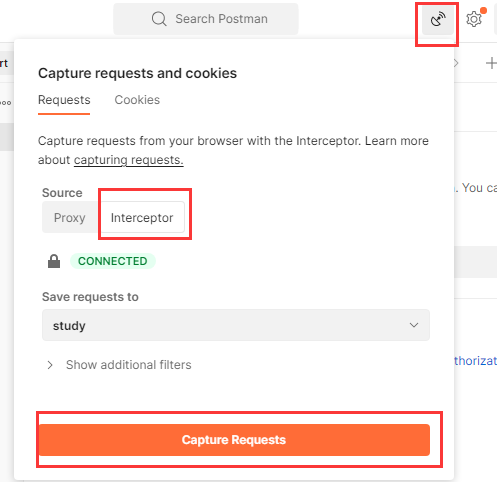 Search Postman
rt
Capture requests and cookies
Requests
Cookies
Capture requests from your browser with the Interceptor. Learn more
about capturing requests.
n. You ca
Source
Proxy
Interceptor
CONNECTED
Save requests to
study
Show additional filters
thorizat
Capture Requests